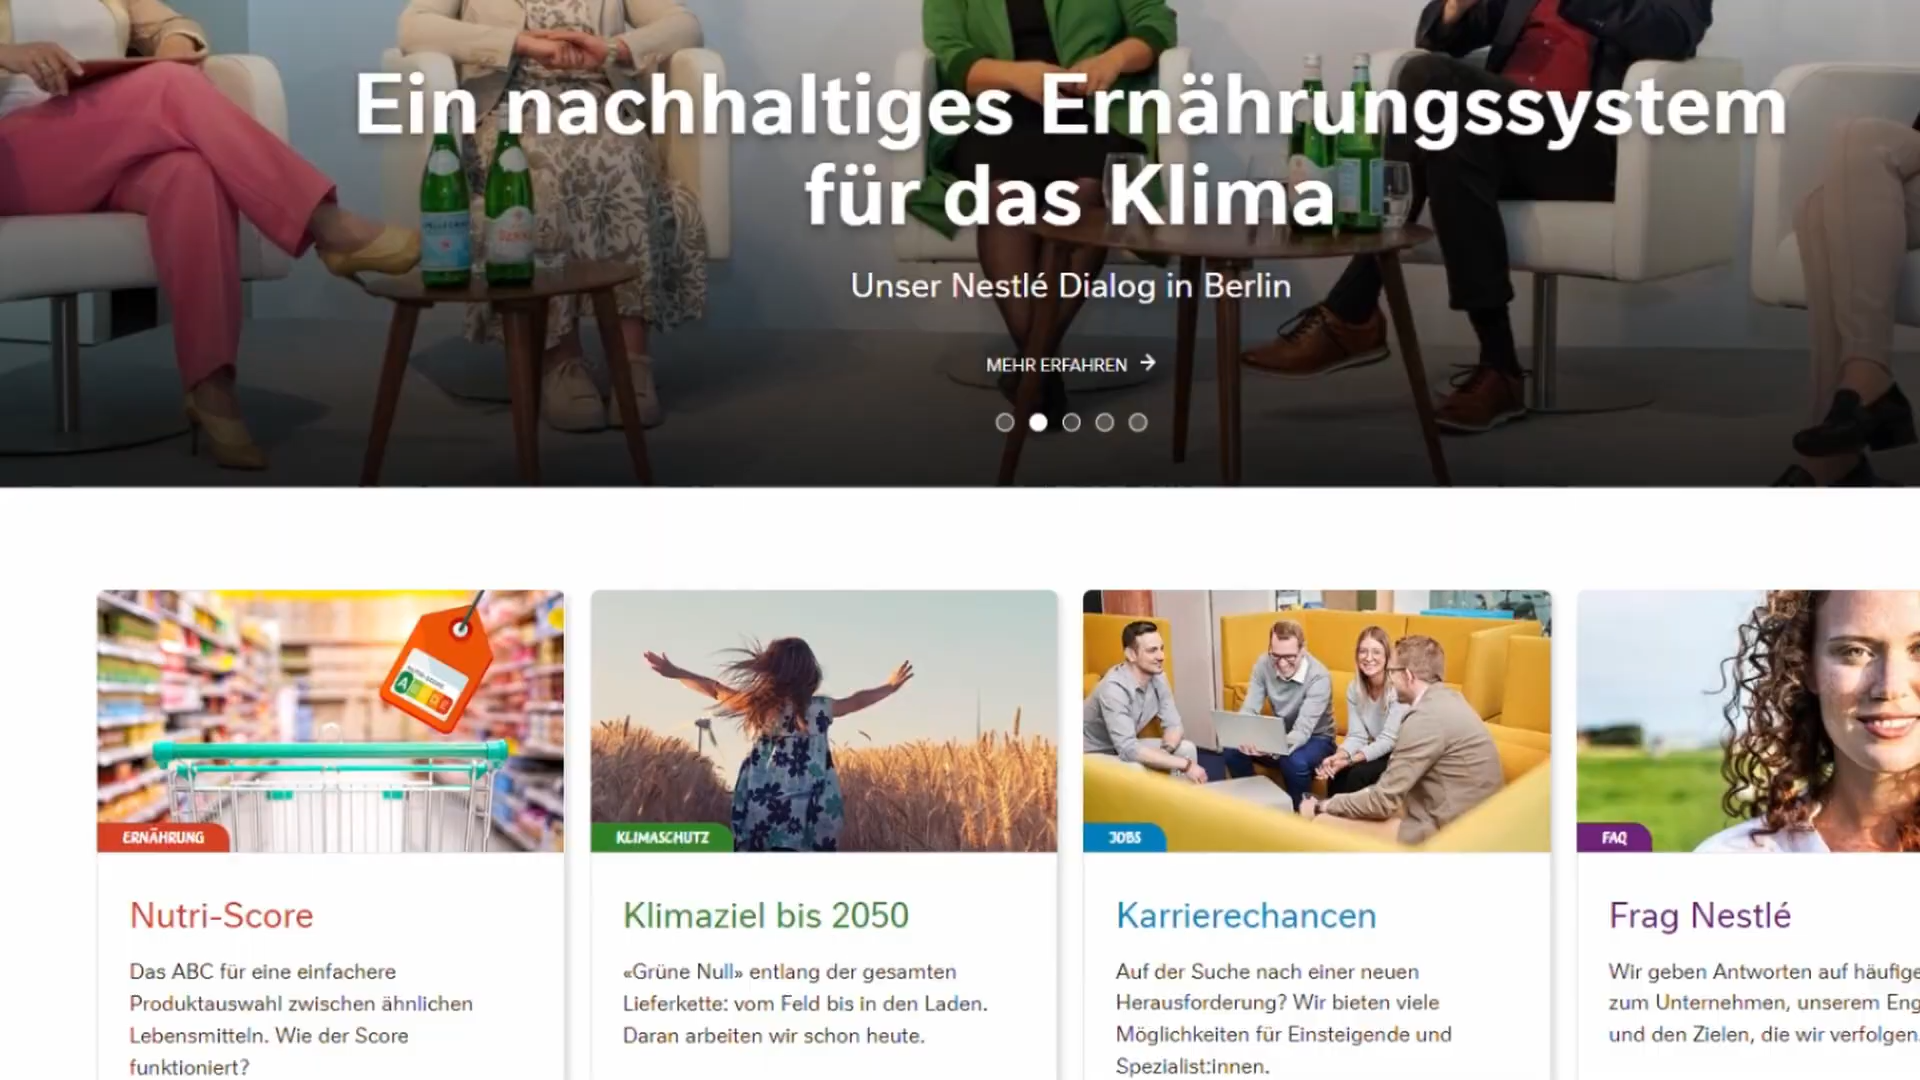 Ein nachhaltiges Ernährungssystem
für das Klima
Unser Nestlé Dialog in Berlin
MEHR ERFAHREN
ERNÄHRUNG
Nutri-Score
Das ABC für eine einfachere
Produktauswahl zwischen ähnlichen
Lebensmitteln. Wie der Score
funktioniert?
KLIMASCHUTZ
Klimaziel bis 2050
«Grüne Null» entlang der gesamten
Lieferkette: vom Feld bis in den Laden.
Daran arbeiten wir schon heute.
JOBS
Karrierechancen
Auf der Suche nach einer neuen
Herausforderung? Wir bieten viele
Möglichkeiten für Einsteigende und
Spezialist:innen.
FAQ
Frag Nestlé
Wir geben Antworten auf häufige
zum Unternehmen, unserem Eng
und den Zielen, die wir verfolgen.